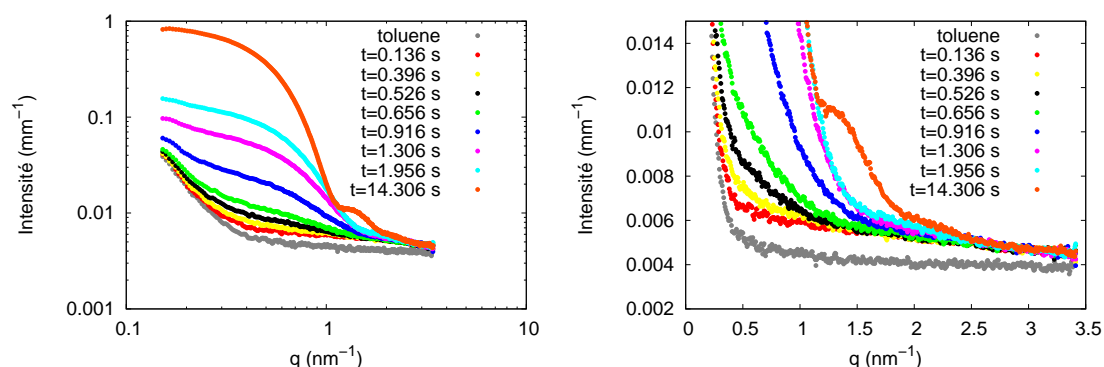 Intensité (mm⁻¹)
1
0.1
0.01
0.001
0.1
1
10
q (nm⁻¹)
toluene
t=0.136 s
t=0.396 s
t=0.526 s
t=0.656 s
t=0.916 s
t=1.306 s
t=1.956 s
t=14.306 s
Intensité (mm⁻¹)
0.014
0.012
0.01
0.008
0.006
0.004
0.002
0
0.5
1
1.5
2
2.5
3
3.5
q (nm⁻¹)
toluene
t=0.136 s
t=0.396 s
t=0.526 s
t=0.656 s
t=0.916 s
t=1.306 s
t=1.956 s
t=14.306 s